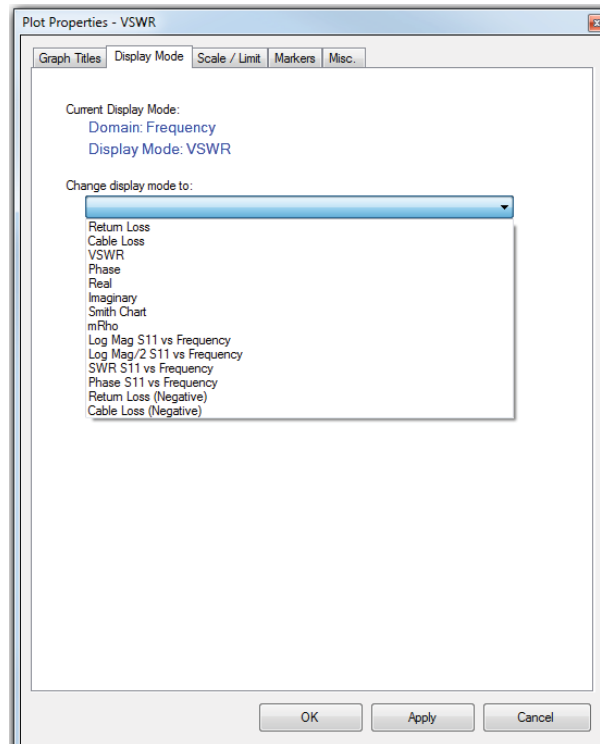 Plot Properties - VSWR
Graph Titles Display Mode Scale / Limit Markers Misc.
Current Display Mode:
Domain: Frequency
Display Mode: VSWR
Change display mode to:
Return Loss
Cable Loss
VSWR
Phase
Real
Imaginary
Smith Chart
mRho
Log Mag S11 vs Frequency
Log Mag/2 S11 vs Frequency
SWR S11 vs Frequency
Phase S11 vs Frequency
Return Loss (Negative)
Cable Loss (Negative)
OK Apply Cancel